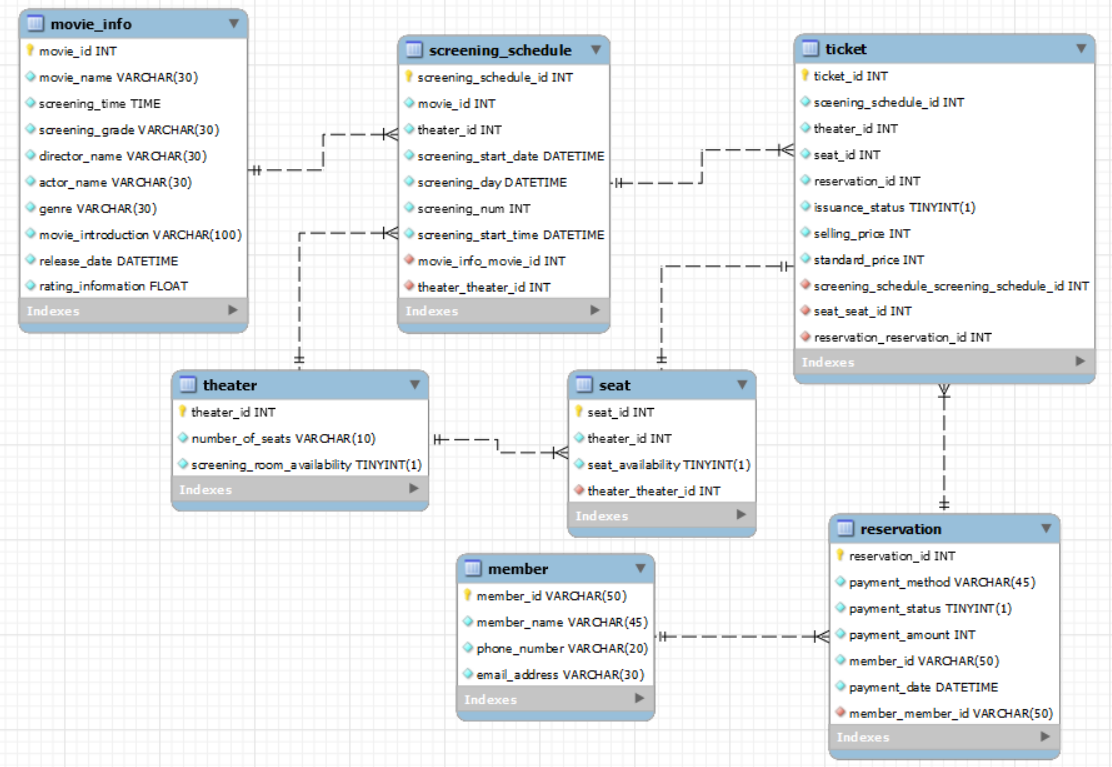 movie_info
movie_id INT
movie_name VARCHAR(30)
screening_time TIME
screening_grade VARCHAR(30)
director_name VARCHAR(30)
actor_name VARCHAR(30)
genre VARCHAR(30)
movie_introduction VARCHAR(100)
release_date DATETIME
rating_information FLOAT
Indexes
screening_schedule
screening_schedule_id INT
movie_id INT
theater_id INT
screening_start_date DATETIME
screening_day DATETIME
screening_num INT
screening_start_time DATETIME
movie_info_movie_id INT
theater_theater_id INT
Indexes
ticket
ticket_id INT
sceening_schedule_id INT
theater_id INT
seat_id INT
reservation_id INT
issuance_status TINYINT(1)
selling_price INT
standard_price INT
screening_schedule_screening_schedule_id INT
seat_seat_id INT
reservation_reservation_id INT
Indexes
theater
theater_id INT
number_of_seats VARCHAR(10)
screening_room_availability TINYINT(1)
Indexes
seat
seat_id INT
theater_id INT
seat_availability TINYINT(1)
theater_theater_id INT
Indexes
member
member_id VARCHAR(50)
member_name VARCHAR(45)
phone_number VARCHAR(20)
email_address VARCHAR(30)
Indexes
reservation
reservation_id INT
payment_method VARCHAR(45)
payment_status TINYINT(1)
payment_amount INT
member_id VARCHAR(50)
payment_date DATETIME
member_member_id VARCHAR(50)
Indexes